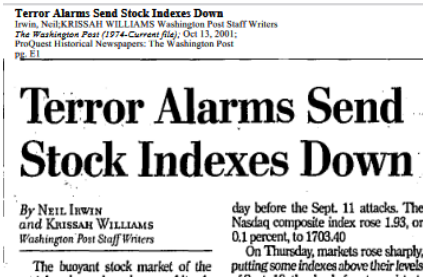 Terror Alarms Send Stock Indexes Down
Irwin, Neil;KRISSAH WILLIAMS Washington Post Staff Writers
The Washington Post (1974-Current file); Oct 13, 2001;
ProQuest Historical Newspapers: The Washington Post
pg. E1
Terror Alarms Send
Stock Indexes Down
By NEIL IRWIN
and KRISSAH WILLIAMS
Washington Post Staff Writers
The buoyant stock market of the
day before the Sept. 11 attacks. The
Nasdaq composite index rose 1.93, or
0.1 percent, to 1703.40
On Thursday, markets rose sharply,
putting some indexes above their levels